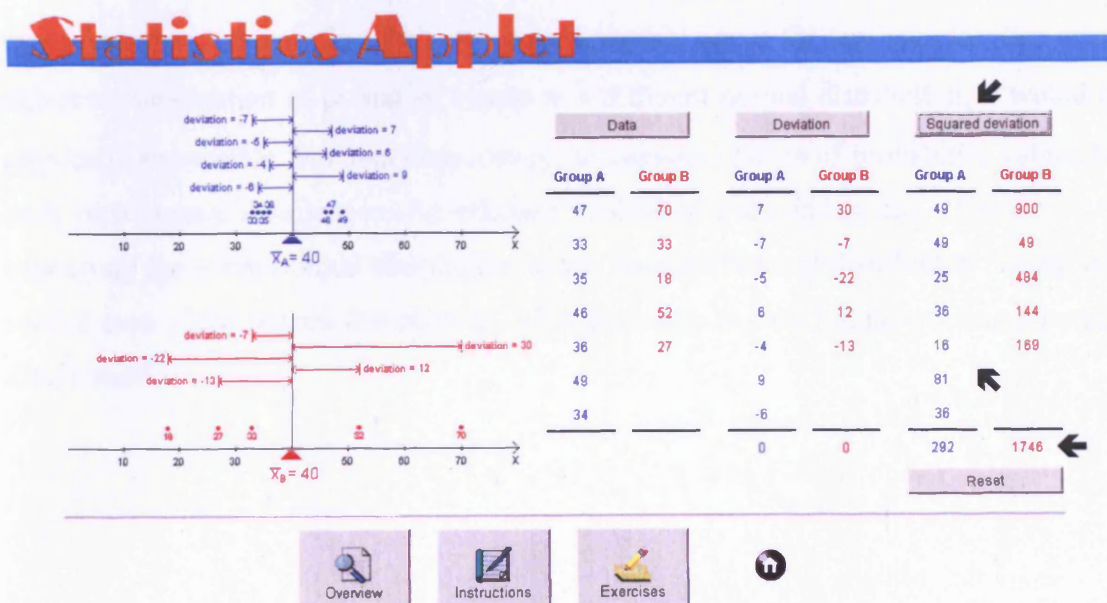 Statistics Applet
deviation = -7
deviation = 7
deviation = -5
deviation = 6
deviation = -4
deviation = 9
deviation = -6
34 36
47
33 35
10 20 30 50 60 70 X
X̅A = 40
deviation = -7
deviation = 30
deviation = -22
deviation = 12
deviation = -13
18 27 33 52 70
10 20 30 50 60 70 X
X̅B = 40
Data Deviation Squared deviation
Group A Group B Group A Group B Group A Group B
47 70 7 30 49 900
33 33 -7 -7 49 49
35 18 -5 -22 25 484
46 52 6 12 36 144
36 27 -4 -13 16 169
49 9 81
34 -6 36
0 0 292 1746
Reset
Overview Instructions Exercises